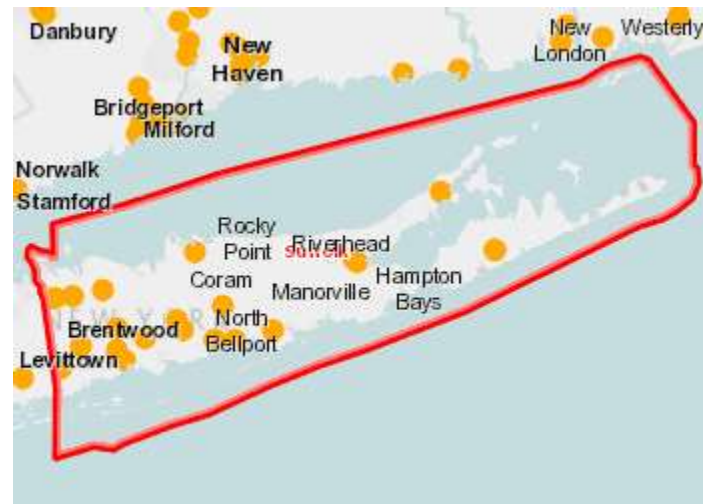 Danbury
New
Haven
New
London
Westerly
Bridgeport
Milford
Norwalk
Stamford
Rocky
Point
Riverhead
Coram
Manorville
Hampton
Bays
Brentwood
North
Bellport
Levittown